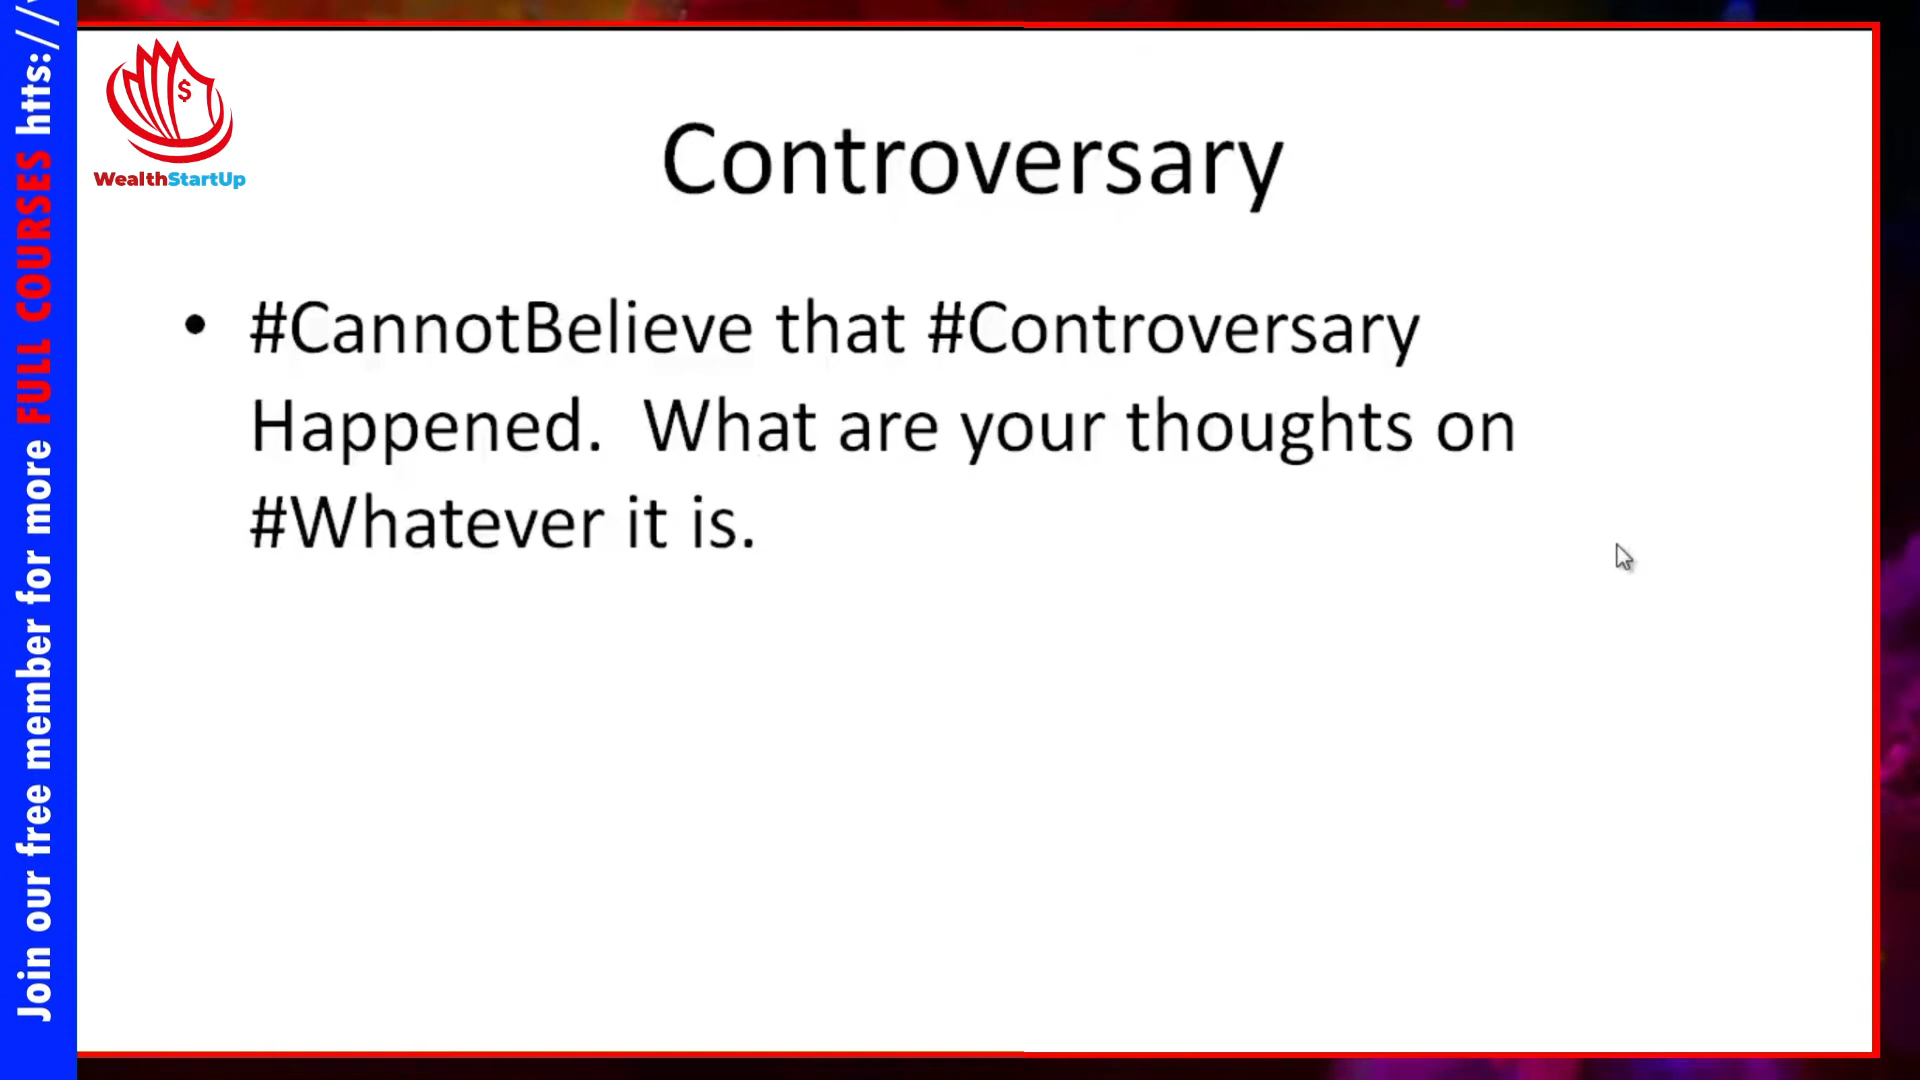 WealthStartUp
Controversary
• #CannotBelieve that #Controversary
Happened. What are your thoughts on
#Whatever it is.
Join our free member for more FULL COURSES htts://